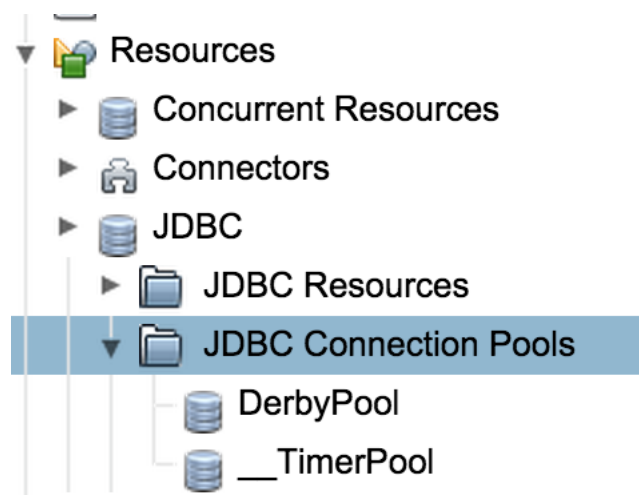 Resources
Concurrent Resources
Connectors
JDBC
JDBC Resources
JDBC Connection Pools
DerbyPool
__TimerPool